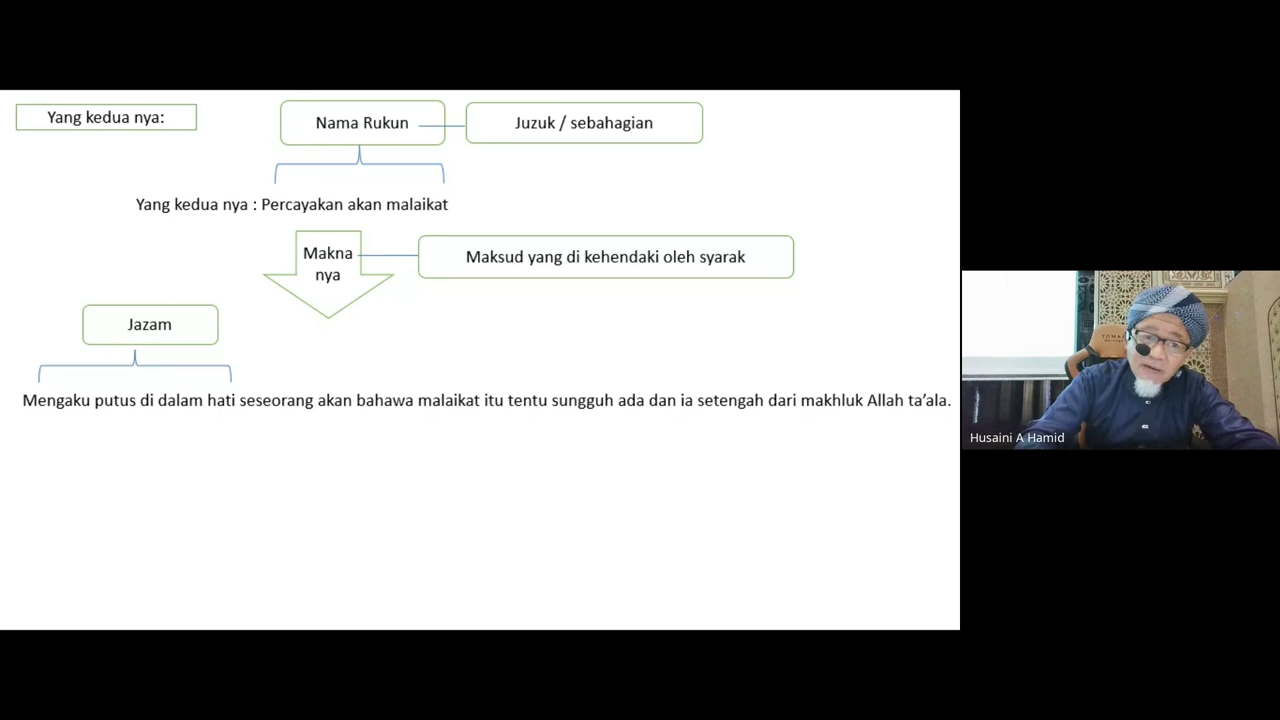 Yang kedua nya:
Nama Rukun
Juzuk / sebahagian
Yang kedua nya : Percayakan akan malaikat
Makna
nya
Maksud yang di kehendaki oleh syarak
Jazam
Mengaku putus di dalam hati seseorang akan bahawa malaikat itu tentu sungguh ada dan ia setengah dari makhluk Allah ta’ala.
Husaini A Hamid